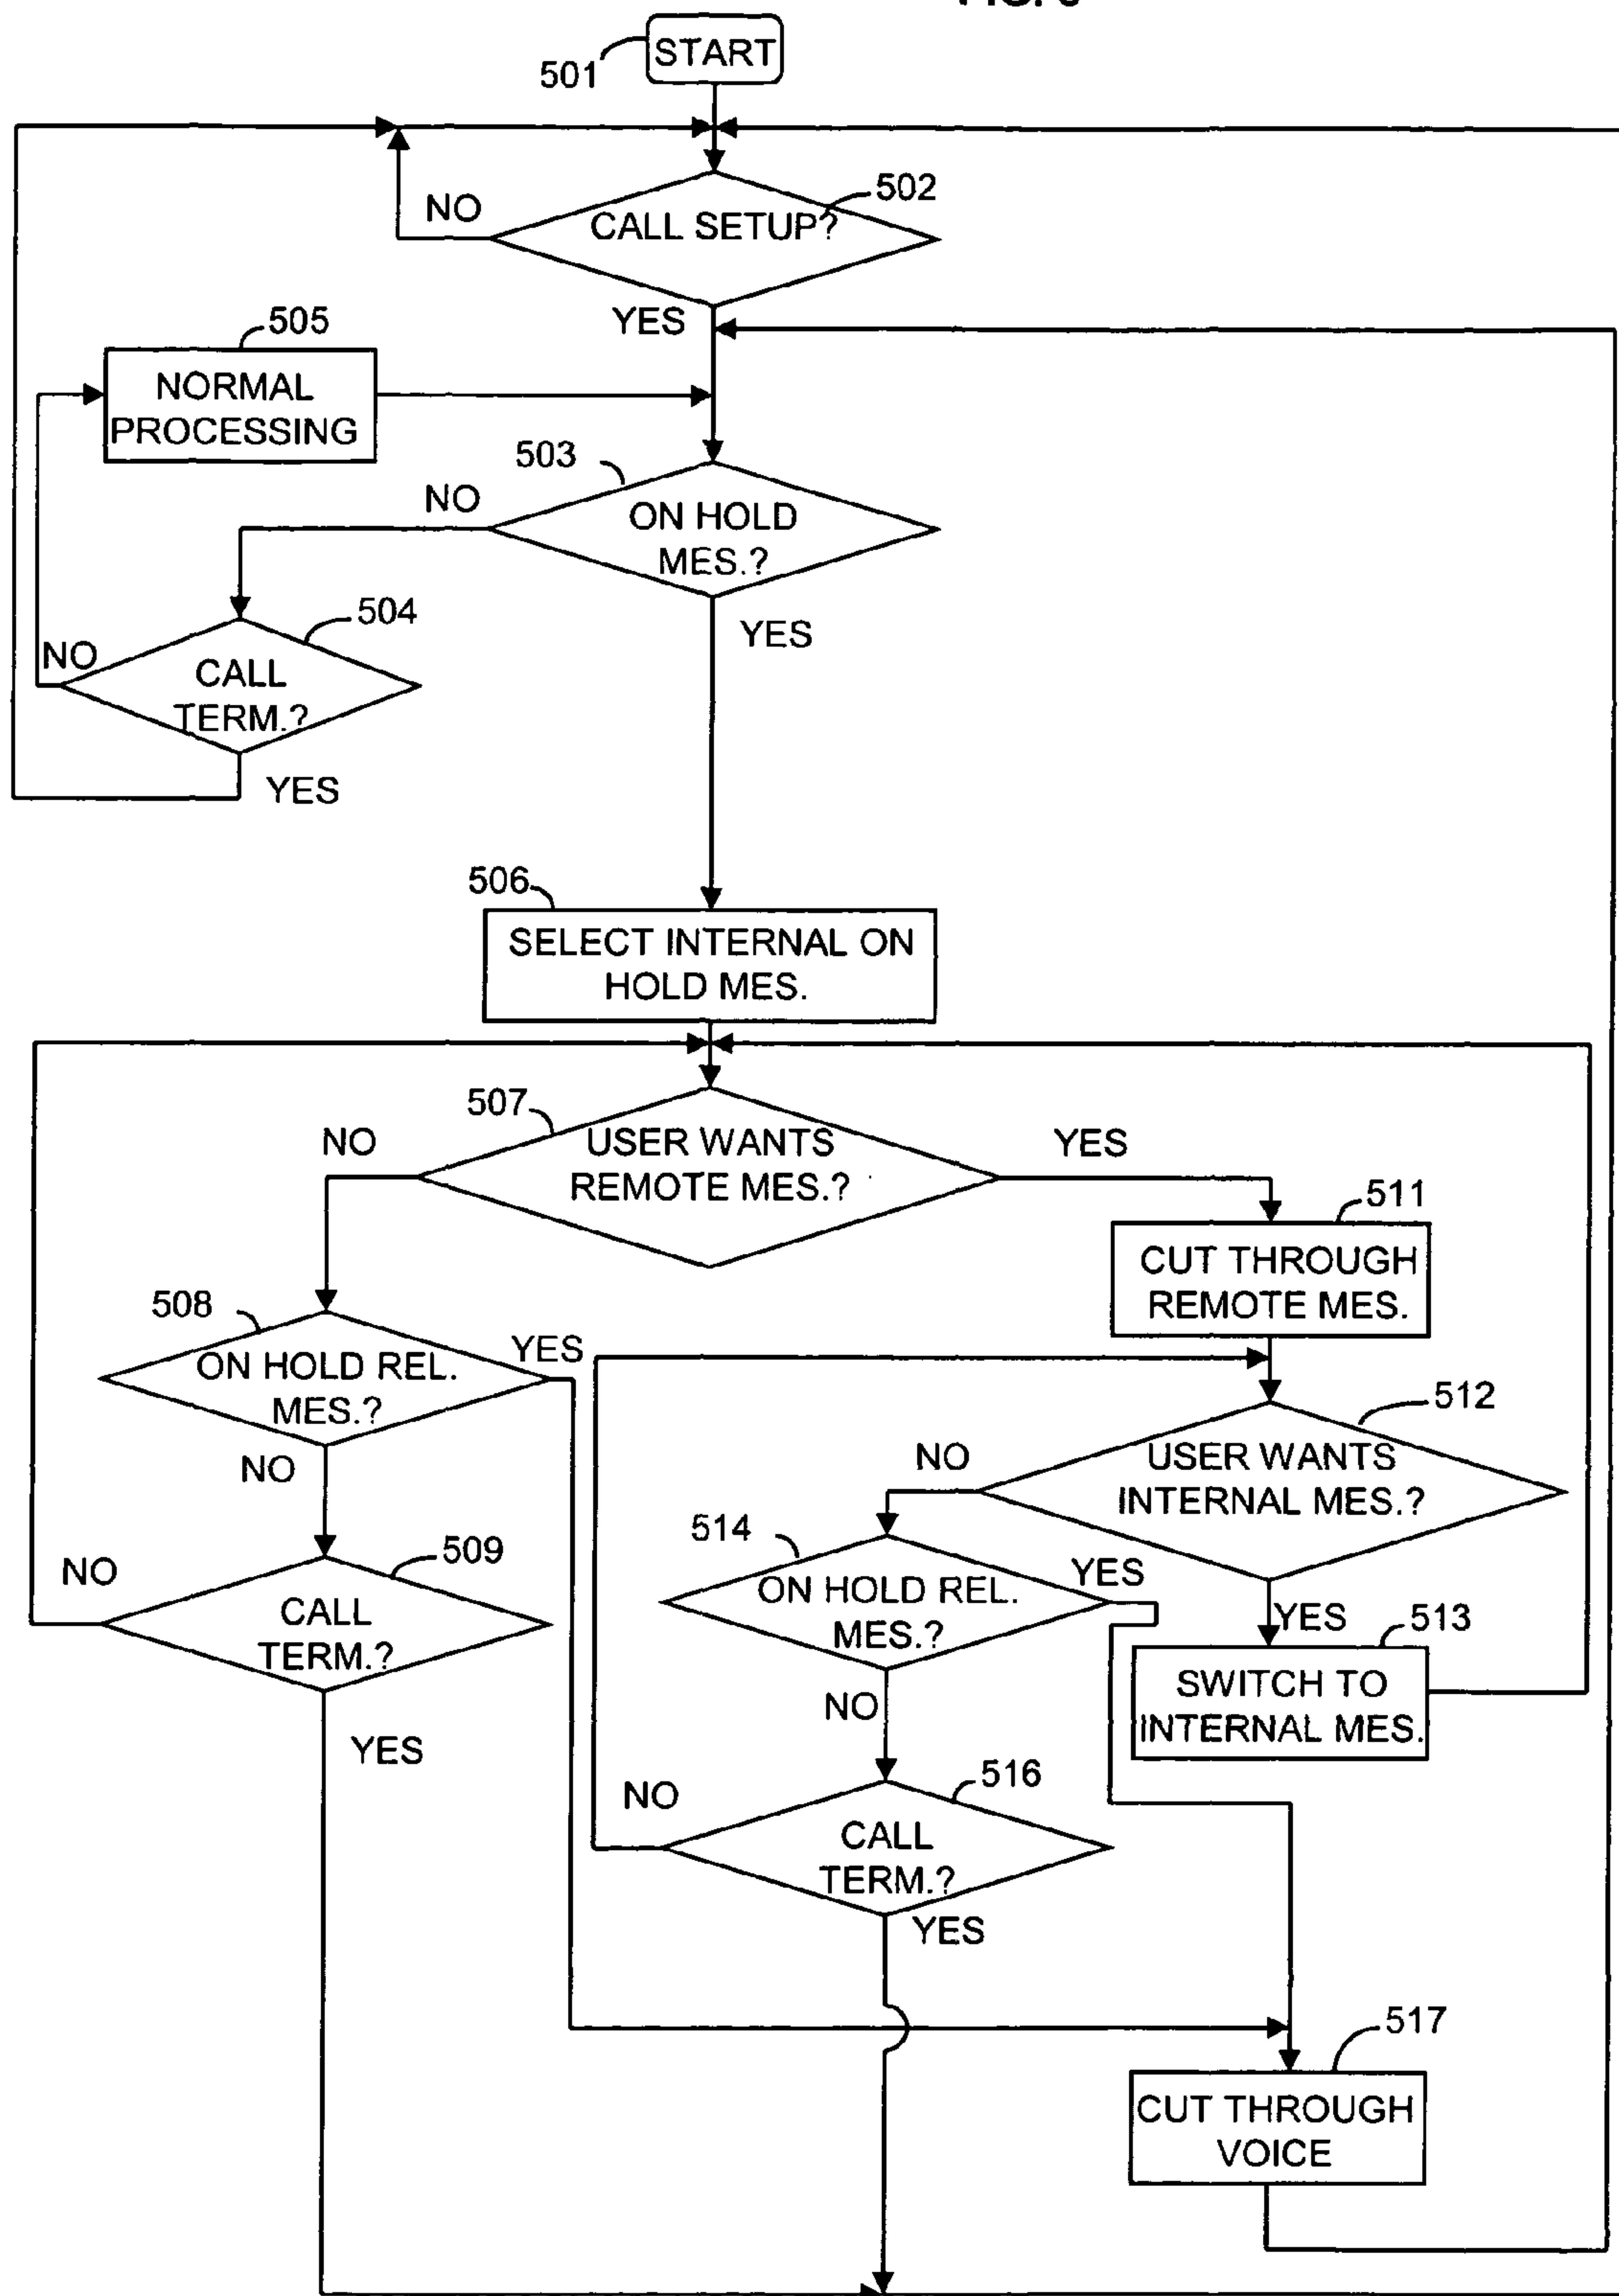 START
501
502
NO
CALL SETUP?
YES
505
NORMAL
PROCESSING
503
NO
ON HOLD
MES.?
504
YES
NO
CALL
TERM.?
YES
506
SELECT INTERNAL ON
HOLD MES.
507
NO
USER WANTS
REMOTE MES.?
YES
511
CUT THROUGH
REMOTE MES.
508
YES
ON HOLD REL.
MES.?
512
NO
NO
USER WANTS
INTERNAL MES.?
514
509
NO
YES
ON HOLD REL.
MES.?
CALL
TERM.?
YES
513
SWITCH TO
INTERNAL MES.
NO
YES
516
NO
CALL
TERM.?
YES
517
CUT THROUGH
VOICE